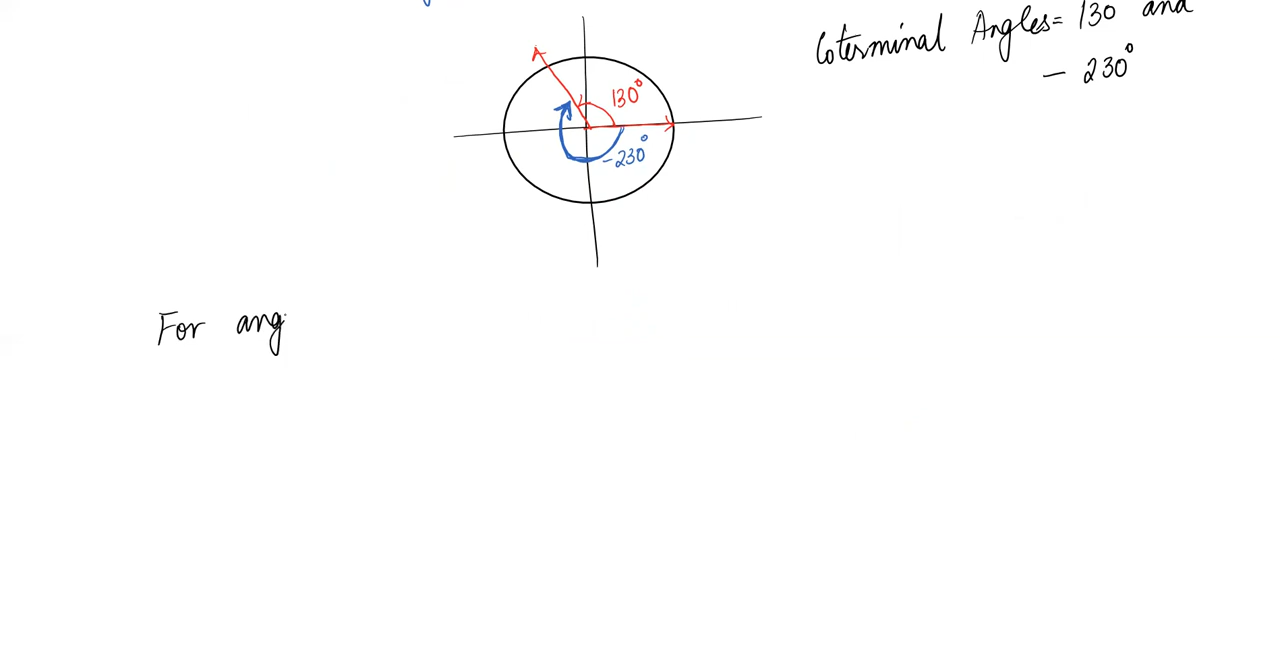 Coterminal Angles = 130 and
- 230°
130°
-230°
For ang